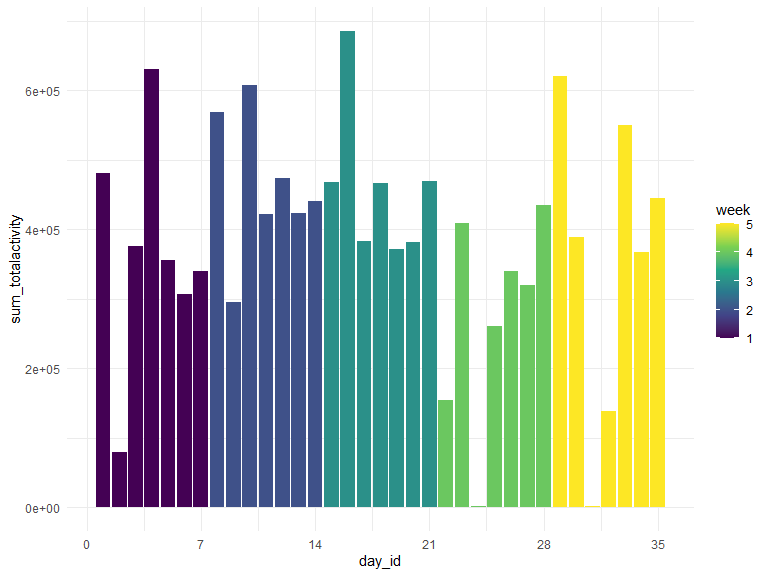 sum_totalactivity
6e+05
4e+05
2e+05
0e+00
0 7 14 21 28 35
day_id
week
5
4
3
2
1